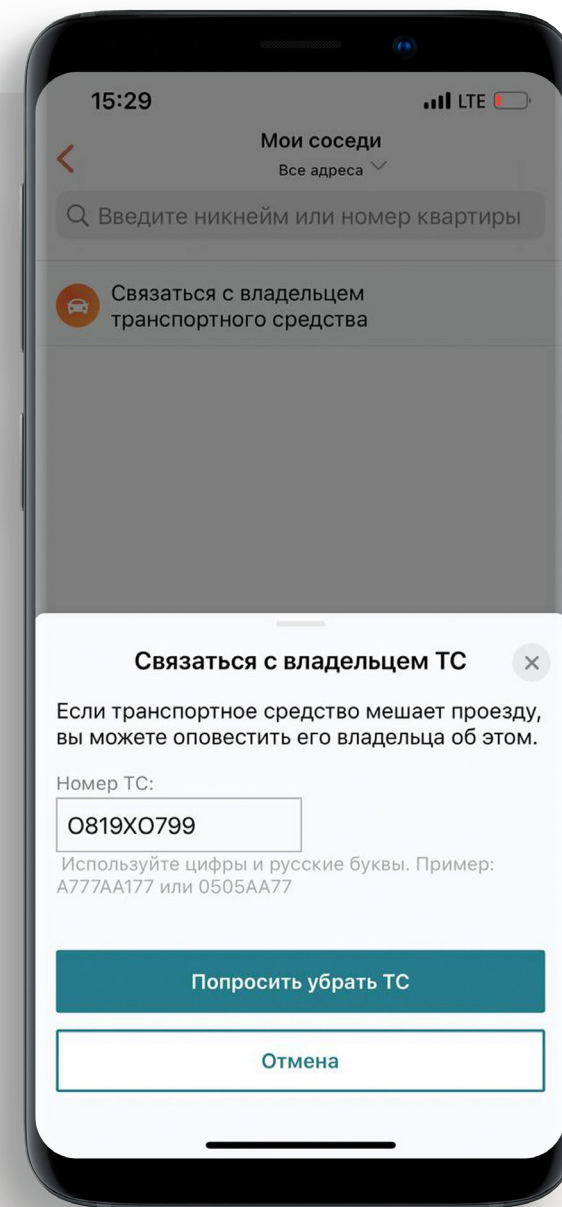 15:29
LTE
Мои соседи
Все адреса
Введите никнейм или номер квартиры
Связаться с владельцем
транспортного средства
Связаться с владельцем ТС
Если транспортное средство мешает проезду,
вы можете оповестить его владельца об этом.
Номер ТС:
О819ХО799
Используйте цифры и русские буквы. Пример:
А777АА177 или 0505АА77
Попросить убрать ТС
Отмена